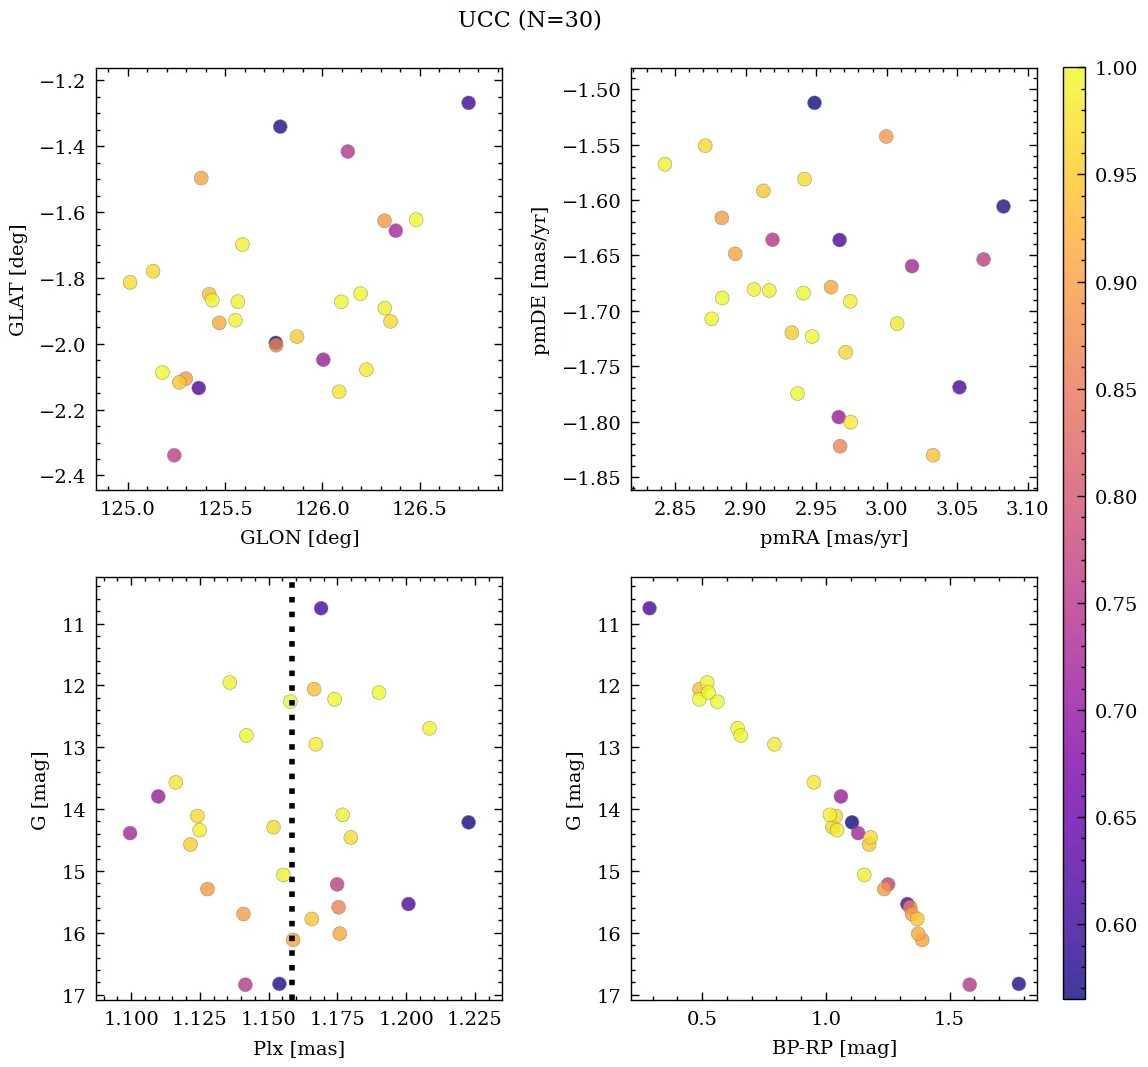 UCC (N=30)
−1.2
−1.4
−1.6
−1.8
−2.0
−2.2
−2.4
GLAT [deg]
125.0 125.5 126.0 126.5
GLON [deg]
−1.50
−1.55
−1.60
−1.65
−1.70
−1.75
−1.80
−1.85
pmDE [mas/yr]
2.85 2.90 2.95 3.00 3.05 3.10
pmRA [mas/yr]
11
12
13
14
15
16
17
G [mag]
1.100 1.125 1.150 1.175 1.200 1.225
Plx [mas]
11
12
13
14
15
16
17
G [mag]
0.5 1.0 1.5
BP-RP [mag]
1.00
0.95
0.90
0.85
0.80
0.75
0.70
0.65
0.60